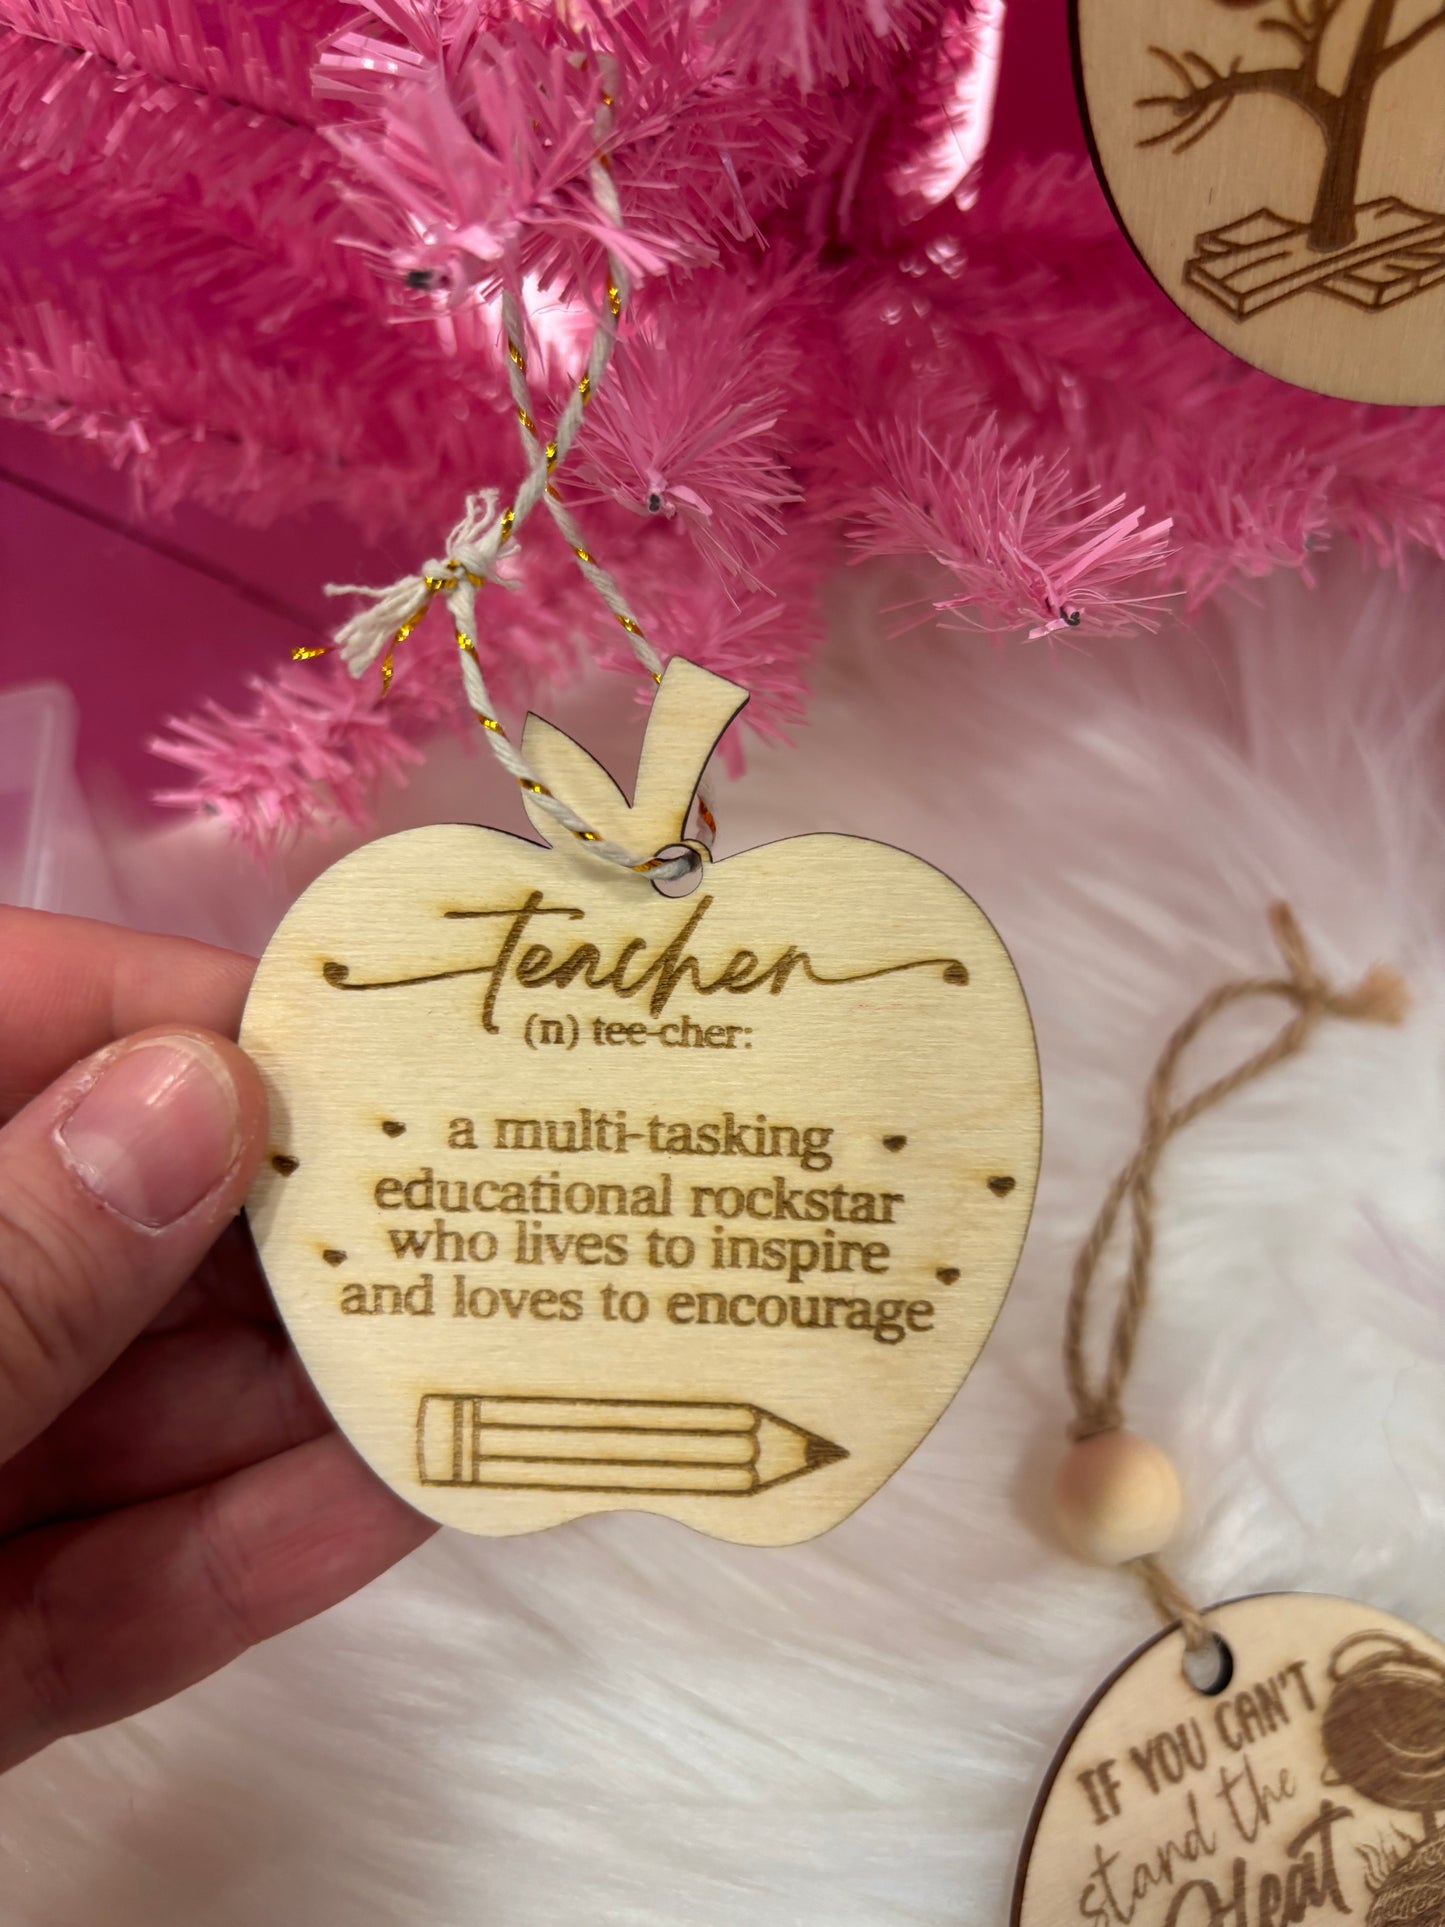 teacher
(n) tee-cher:
a multi-tasking
educational rockstar
who lives to inspire
and loves to encourage
IF YOU CAN'T
stand the
Heat